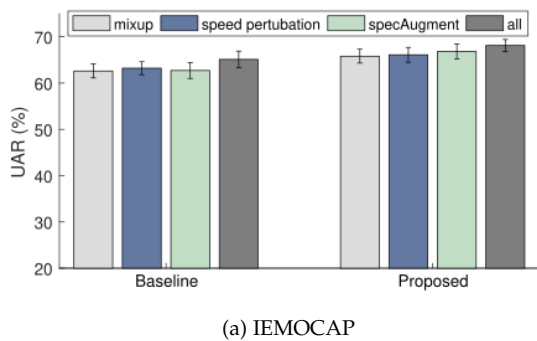 mixup speed pertubation specAugment all
70
60
50
40
30
20
UAR (%)
Baseline Proposed
(a) IEMOCAP